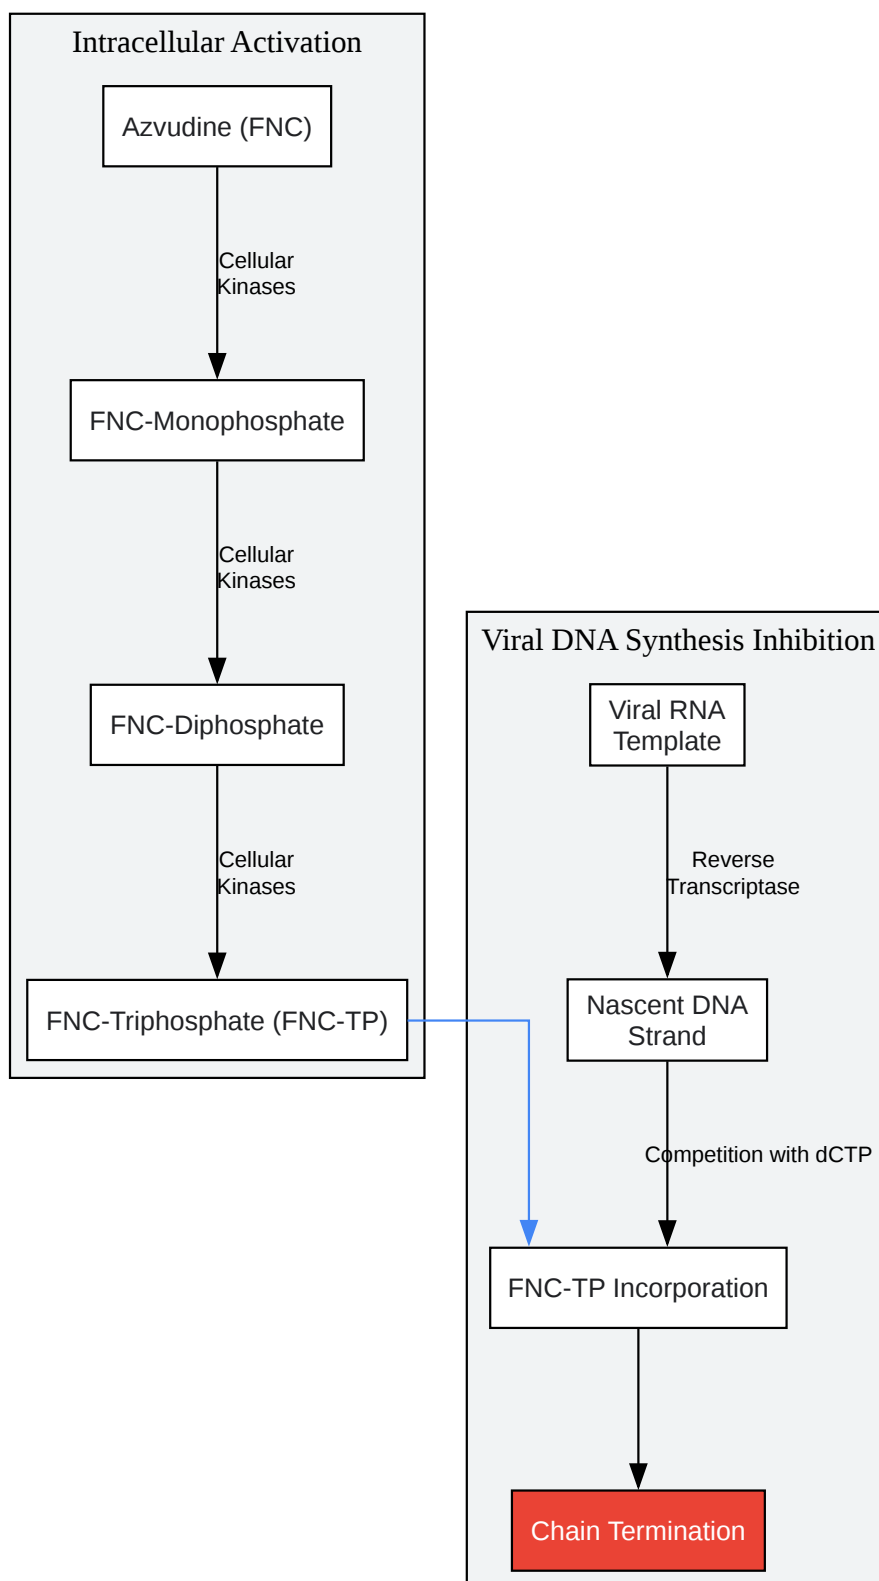 Intracellular Activation
Azvudine (FNC)
Cellular
Kinases
FNC-Monophosphate
Cellular
Kinases
FNC-Diphosphate
Cellular
Kinases
FNC-Triphosphate (FNC-TP)
Viral DNA Synthesis Inhibition
Viral RNA
Template
Reverse
Transcriptase
Nascent DNA
Strand
Competition with dCTP
FNC-TP Incorporation
Chain Termination